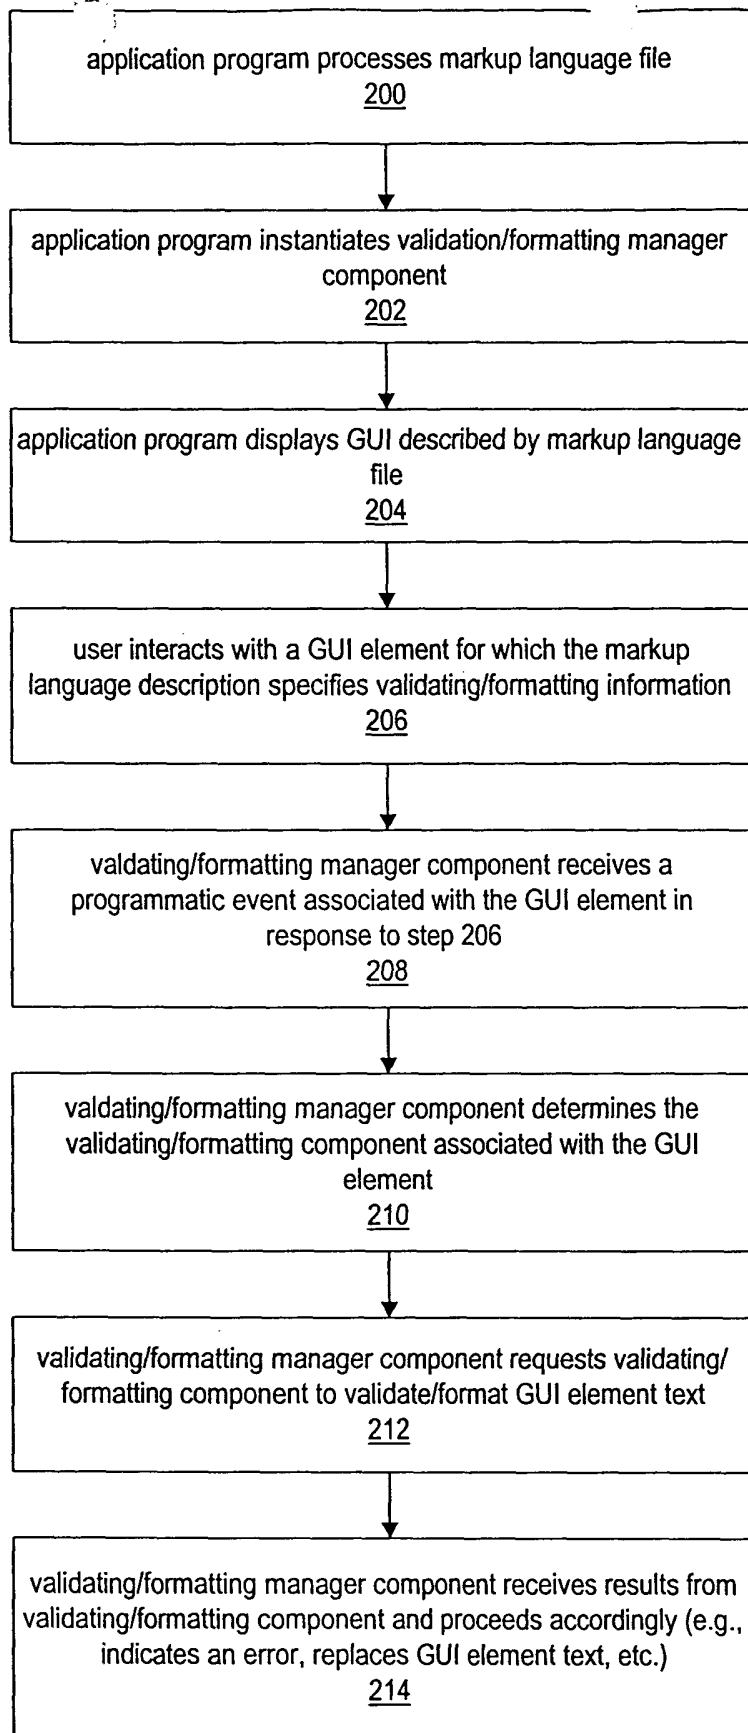 application program processes markup language file
200
application program instantiates validation/formatting manager
component
202
application program displays GUI described by markup language
file
204
user interacts with a GUI element for which the markup
language description specifies validating/formatting information
206
valdating/formatting manager component receives a
programmatic event associated with the GUI element in
response to step 206
208
valdating/formatting manager component determines the
validating/formatting component associated with the GUI
element
210
validating/formatting manager component requests validating/
formatting component to validate/format GUI element text
212
validating/formatting manager component receives results from
validating/formatting component and proceeds accordingly (e.g.,
indicates an error, replaces GUI element text, etc.)
214